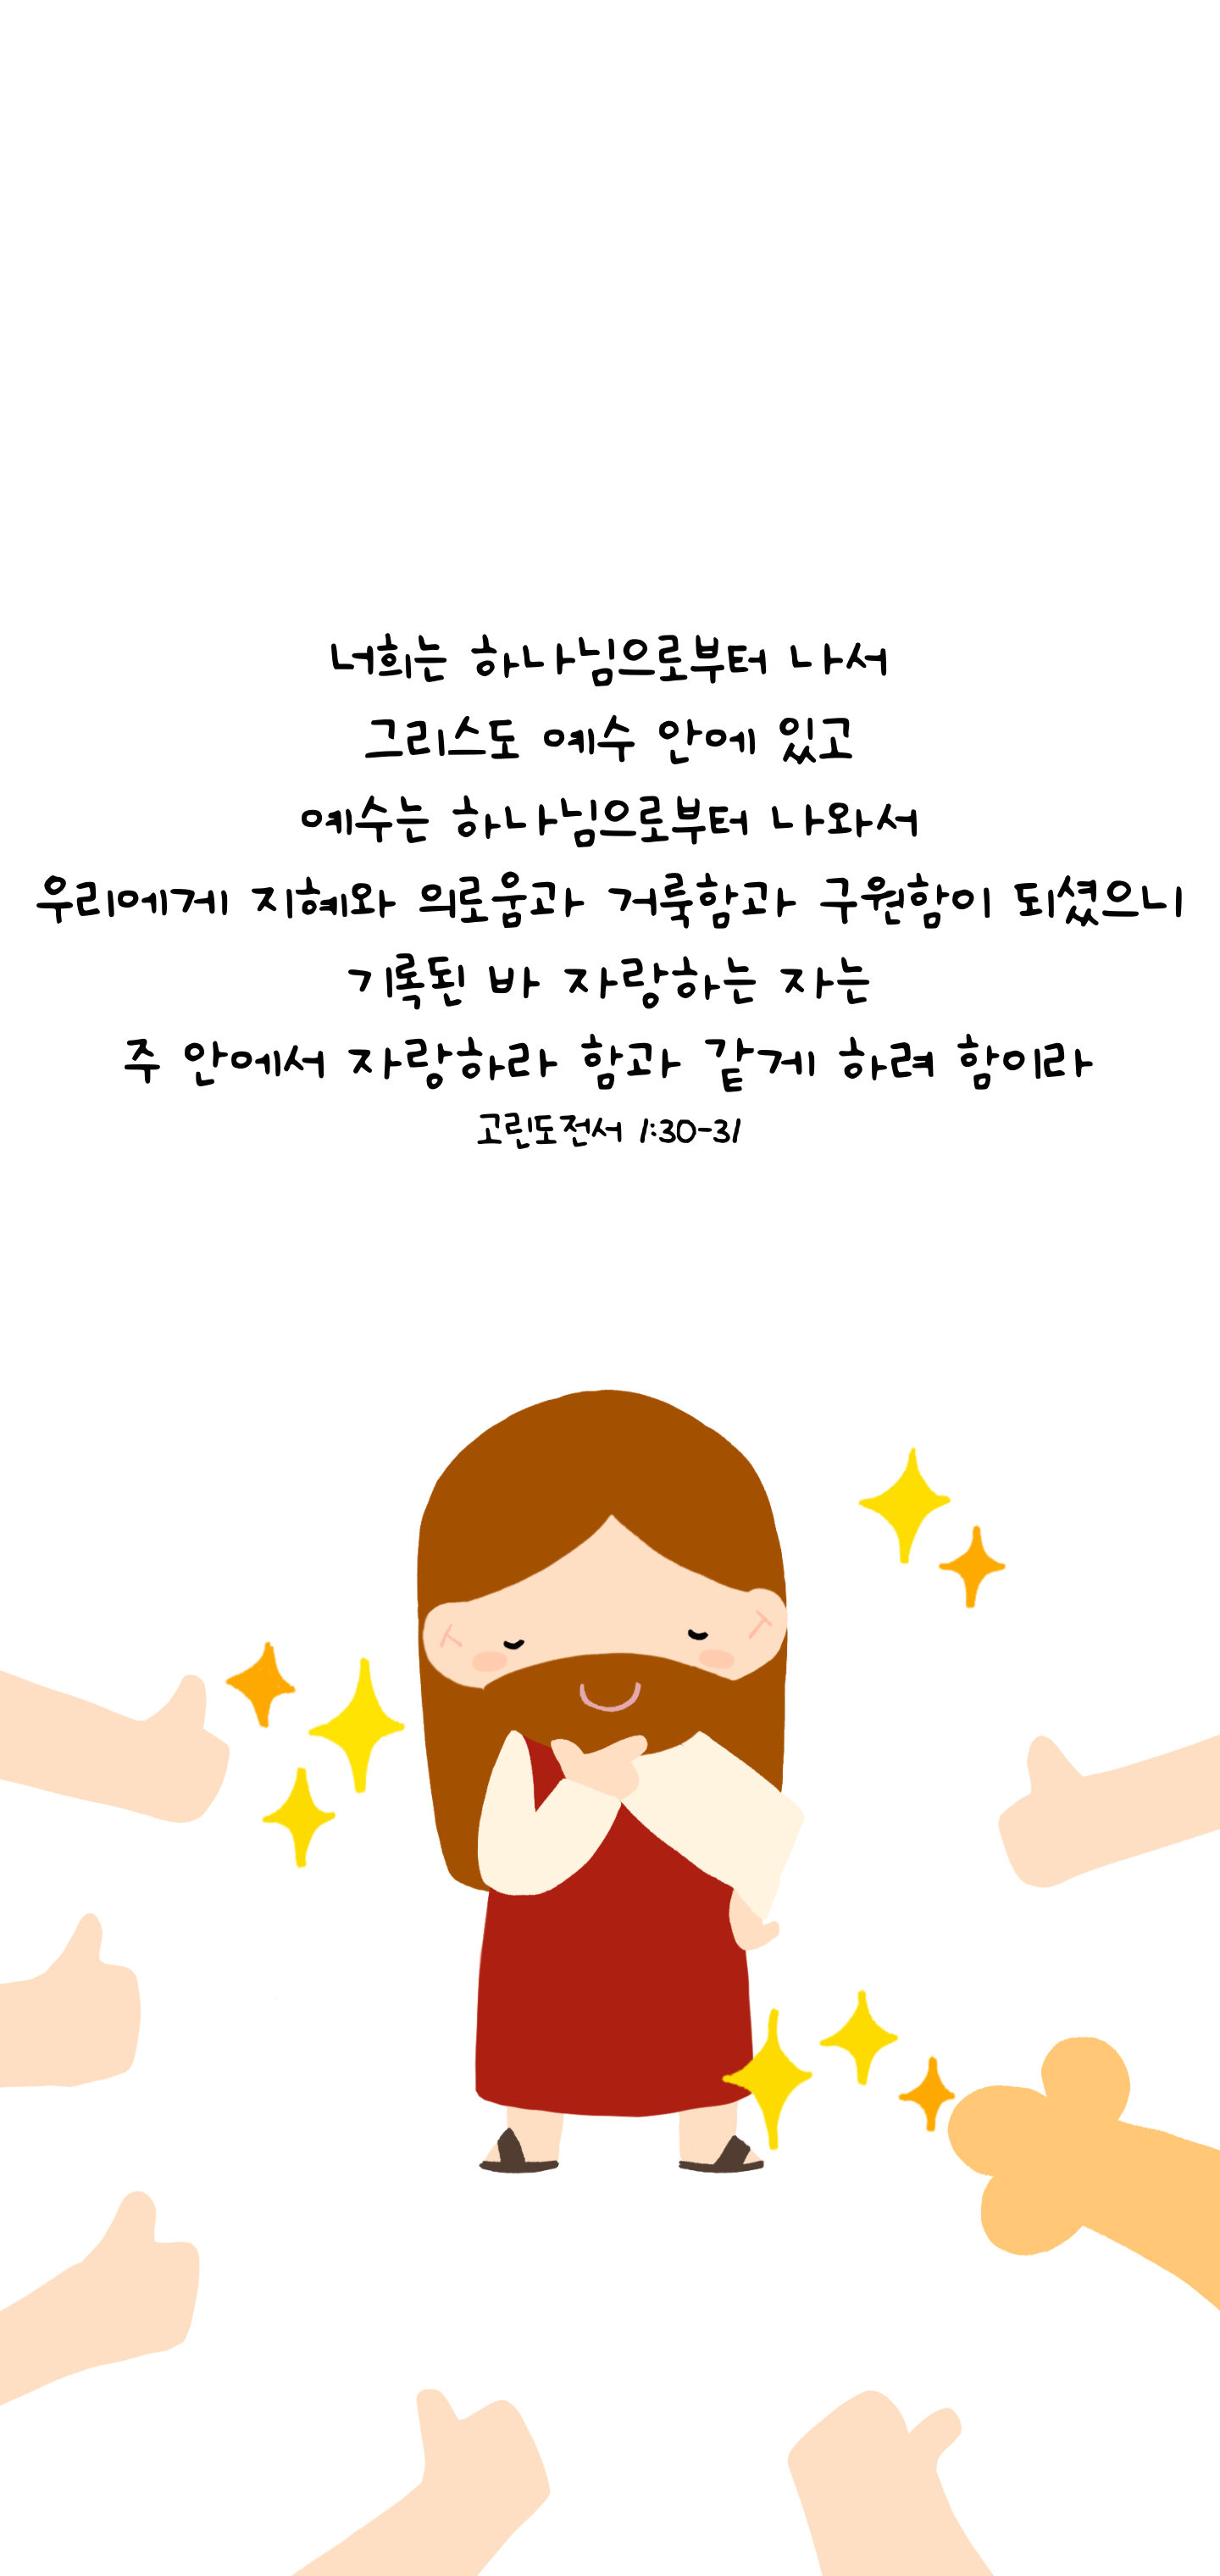 너희는 하나님으로부터 나서
그리스도 예수 안에 있고
예수는 하나님으로부터 나와서
우리에게 지혜와 의로움과 거룩함과 구원함이 되셨으니
기록된 바 자랑하는 자는
주 안에서 자랑하라 함과 같게 하려 함이라
고린도전서 1:30-31